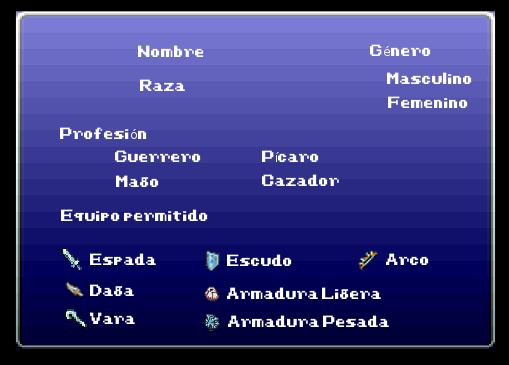 Nombre Género
Raza Masculino
Femenino
Profesión
Guerrero Pícaro
Mago Cazador
Equipo permitido
Espada Escudo Arco
Daga Armadura Ligera
Vara Armadura Pesada